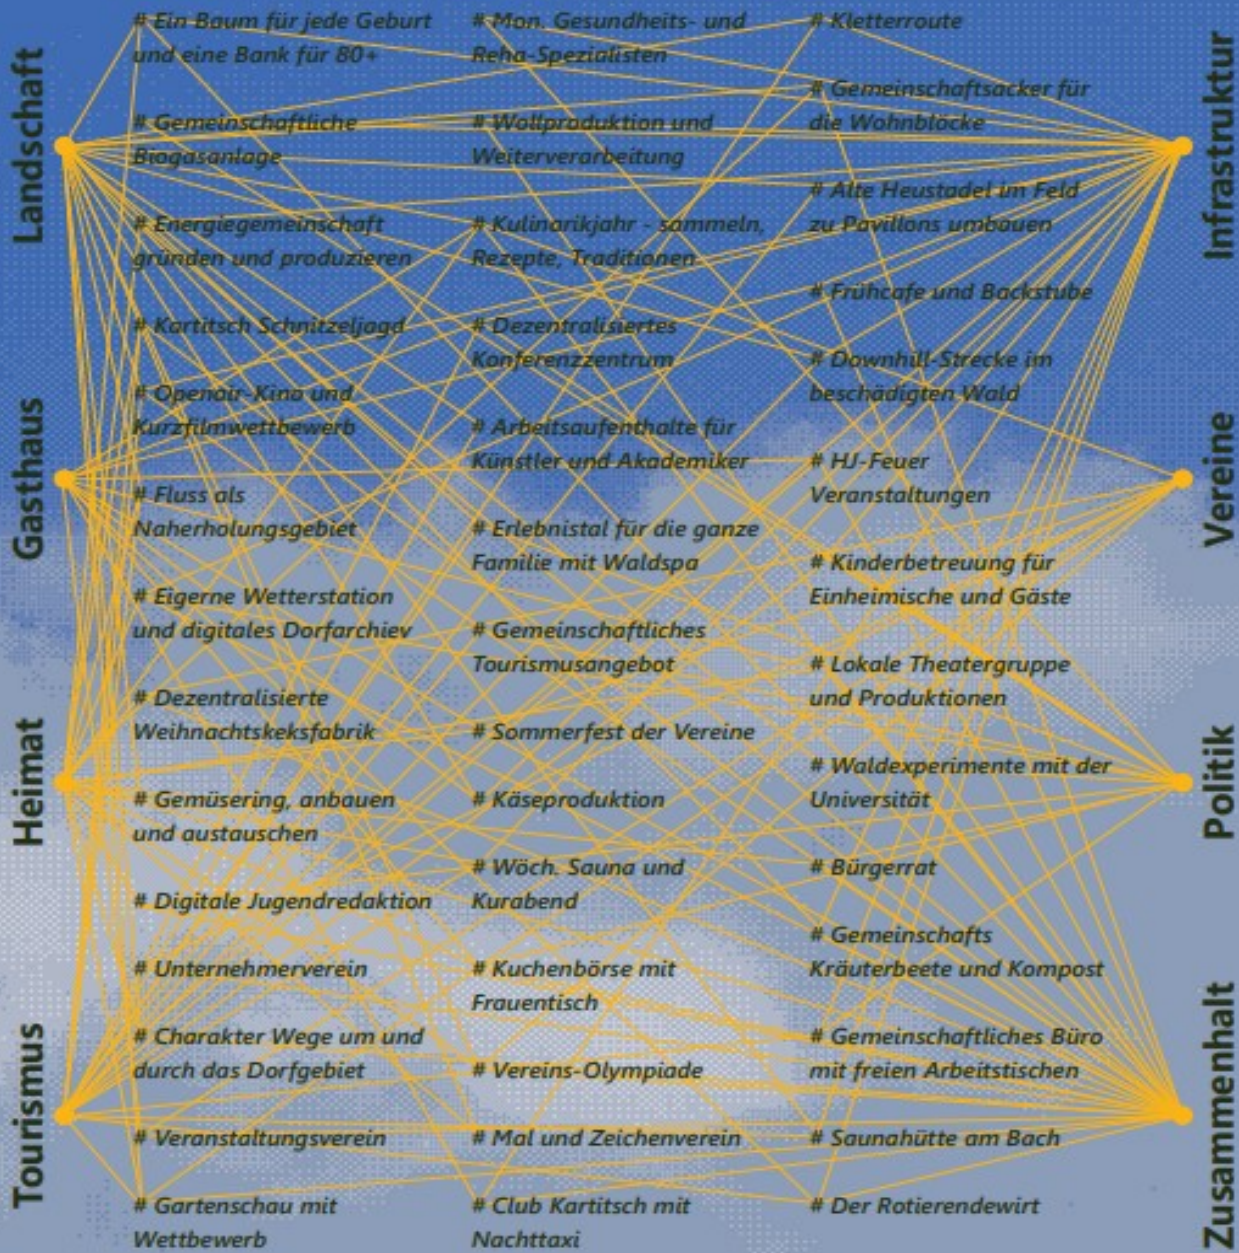 Landschaft
Gasthaus
Heimat
Tourismus
# Ein Baum für jede Geburt
und eine Bank für 80+
# Gemeinschaftliche
Biogasanlage
# Energiegemeinschaft
gründen und produzieren
# Kartitsch Schnitzeljagd
# Openair-Kino und
Kurzfilmwettbewerb
# Fluss als
Naherholungsgebiet
# Eigerne Wetterstation
und digitales Dorfarchiev
# Dezentralisierte
Weihnachtskeksfabrik
# Gemüsering, anbauen
und austauschen
# Digitale Jugendredaktion
# Unternehmerverein
# Charakter Wege um und
durch das Dorfgebiet
# Veranstaltungsverein
# Gartenschau mit
Wettbewerb
# Mon. Gesundheits- und
Reha-Spezialisten
# Wollproduktion und
Weiterverarbeitung
# Kulinarikjahr - sammeln,
Rezepte, Traditionen
# Dezentralisiertes
Konferenzzentrum
# Arbeitsaufenthalte für
Künstler und Akademiker
# Erlebnistal für die ganze
Familie mit Waldspa
# Gemeinschaftliches
Tourismusangebot
# Sommerfest der Vereine
# Käseproduktion
# Wöch. Sauna und
Kurabend
# Kuchenbörse mit
Frauentisch
# Vereins-Olympiade
# Mal und Zeichenverein
# Club Kartitsch mit
Nachttaxi
# Kletterroute
# Gemeinschaftsacker für
die Wohnblöcke
# Alte Heustadel im Feld
zu Pavillons umbauen
# Frühcafe und Backstube
# Downhill-Strecke im
beschädigten Wald
# HJ-Feuer
Veranstaltungen
# Kinderbetreuung für
Einheimische und Gäste
# Lokale Theatergruppe
und Produktionen
# Waldexperimente mit der
Universität
# Bürgerrat
# Gemeinschafts
Kräuterbeete und Kompost
# Gemeinschaftliches Büro
mit freien Arbeitstischen
# Saunahütte am Bach
# Der Rotierendewirt
Infrastruktur
Vereine
Politik
Zusammenhalt